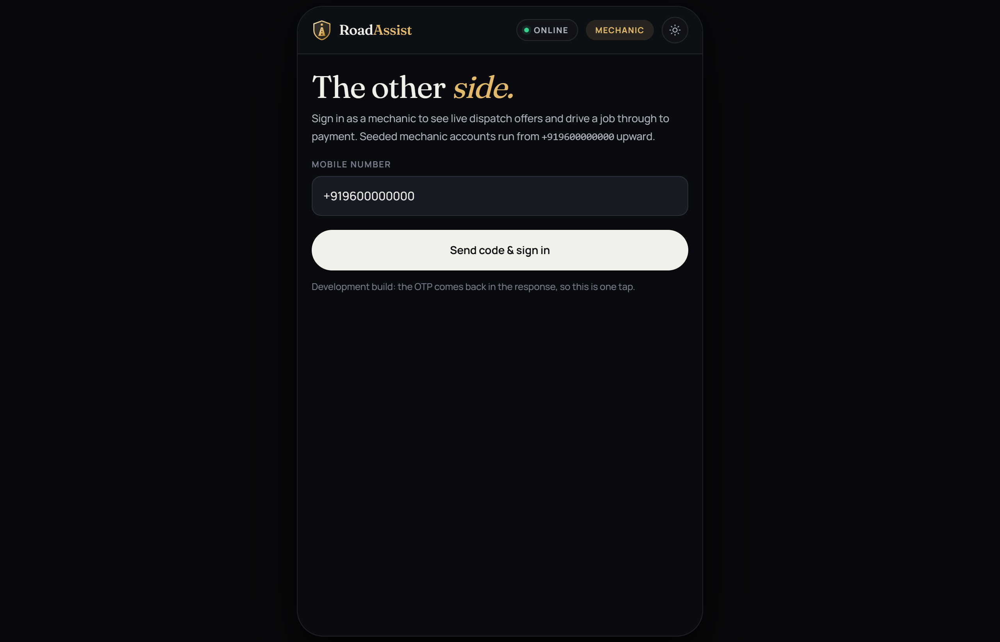 RoadAssist
ONLINE
MECHANIC
The other side.
Sign in as a mechanic to see live dispatch offers and drive a job through to
payment. Seeded mechanic accounts run from +919600000000 upward.
MOBILE NUMBER
+919600000000
Send code & sign in
Development build: the OTP comes back in the response, so this is one tap.